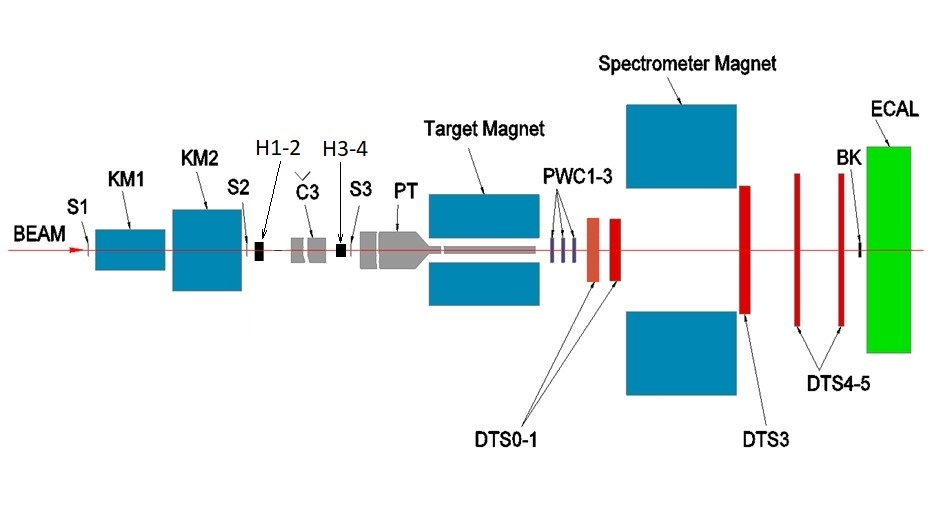 Spectrometer Magnet
ECAL
Target Magnet
H1-2
H3-4
BK
KM2
PWC1-3
KM1
S2
Č3
S3
PT
S1
BEAM
DTS4-5
DTS0-1
DTS3